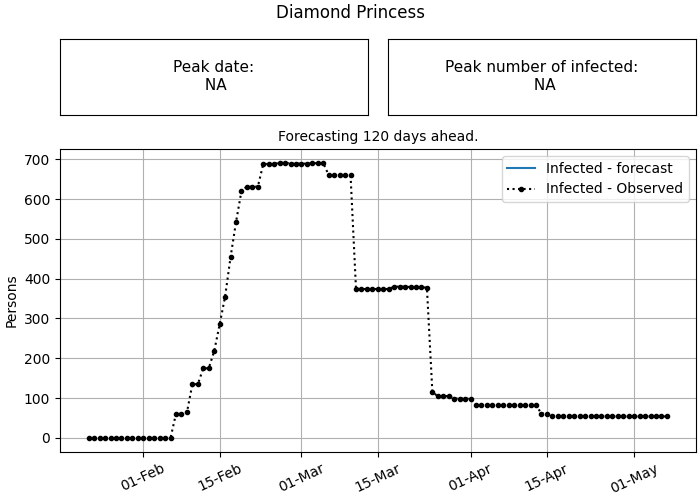 Diamond Princess
Peak date:
NA
Peak number of infected:
NA
Forecasting 120 days ahead.
700
600
500
400
300
200
100
0
Persons
Infected - forecast
Infected - Observed
01-Feb
15-Feb
01-Mar
15-Mar
01-Apr
15-Apr
01-May